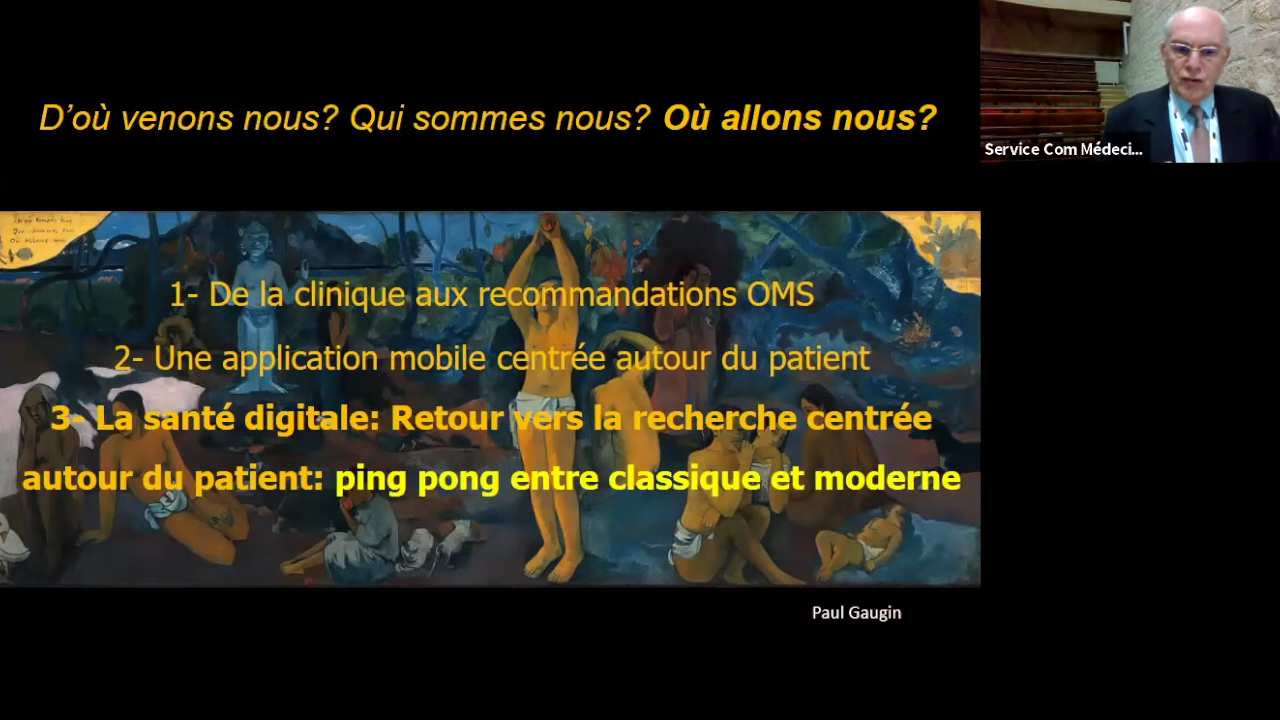 D'où venons nous? Qui sommes nous? Où allons nous?
Service Com Médeci...
1- De la clinique aux recommandations OMS
2- Une application mobile centrée autour du patient
3- La santé digitale: Retour vers la recherche centrée
autour du patient: ping pong entre classique et moderne
Paul Gaugin